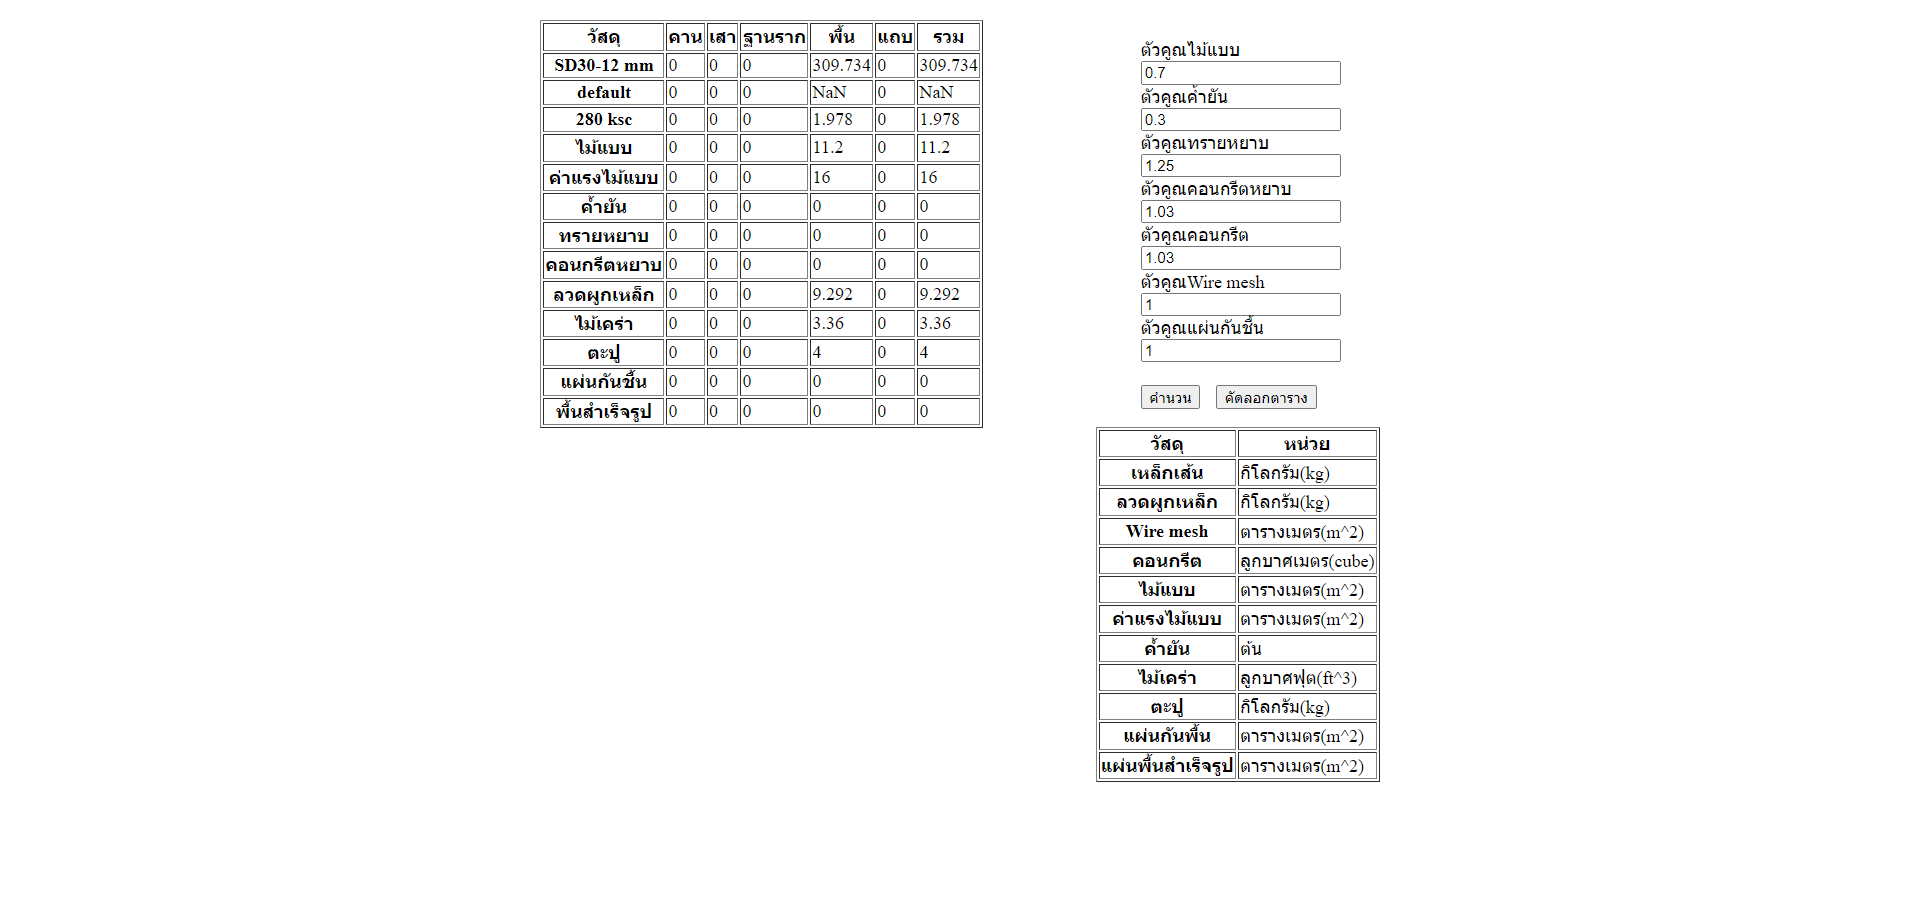 วัสดุ คาน เสา ฐานราก พื้น แถบ รวม
SD30-12 mm 0 0 0 309.734 0 309.734
default 0 0 0 NaN 0 NaN
280 ksc 0 0 0 1.978 0 1.978
ไม้แบบ 0 0 0 11.2 0 11.2
ค่าแรงไม้แบบ 0 0 0 16 0 16
ค้ำยัน 0 0 0 0 0 0
ทรายหยาบ 0 0 0 0 0 0
คอนกรีตหยาบ 0 0 0 0 0 0
ลวดผูกเหล็ก 0 0 0 9.292 0 9.292
ไม้เคร่า 0 0 0 3.36 0 3.36
ตะปู 0 0 0 4 0 4
แผ่นกันชื้น 0 0 0 0 0 0
พื้นสำเร็จรูป 0 0 0 0 0 0
ตัวคูณไม้แบบ
0.7
ตัวคูณค้ำยัน
0.3
ตัวคูณทรายหยาบ
1.25
ตัวคูณคอนกรีตหยาบ
1.03
ตัวคูณคอนกรีต
1.03
ตัวคูณWire mesh
1
ตัวคูณแผ่นกันชื้น
1
คำนวน คัดลอกตาราง
วัสดุ หน่วย
เหล็กเส้น กิโลกรัม(kg)
ลวดผูกเหล็ก กิโลกรัม(kg)
Wire mesh ตารางเมตร(m^2)
คอนกรีต ลูกบาศเมตร(cube)
ไม้แบบ ตารางเมตร(m^2)
ค่าแรงไม้แบบ ตารางเมตร(m^2)
ค้ำยัน ต้น
ไม้เคร่า ลูกบาศฟุต(ft^3)
ตะปู กิโลกรัม(kg)
แผ่นกันพื้น ตารางเมตร(m^2)
แผ่นพื้นสำเร็จรูป ตารางเมตร(m^2)